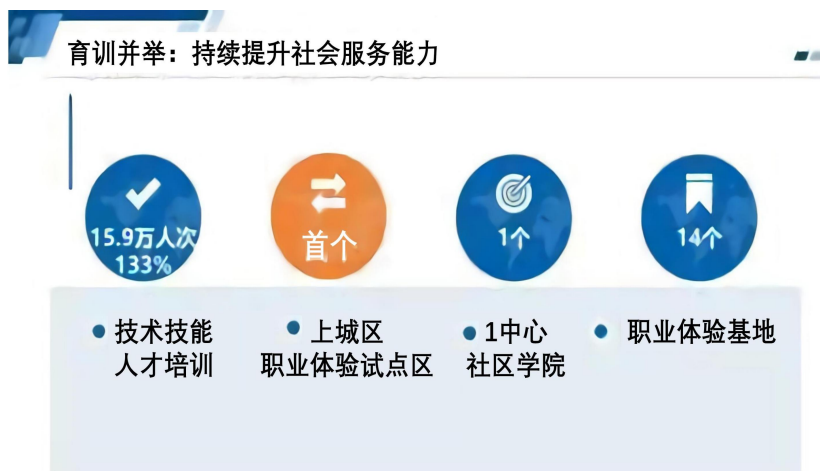 育训并举：持续提升社会服务能力
15.9万人次
133%
首个
1个
14个
技术技能
人才培训
上城区
职业体验试点区
1中心
社区学院
职业体验基地